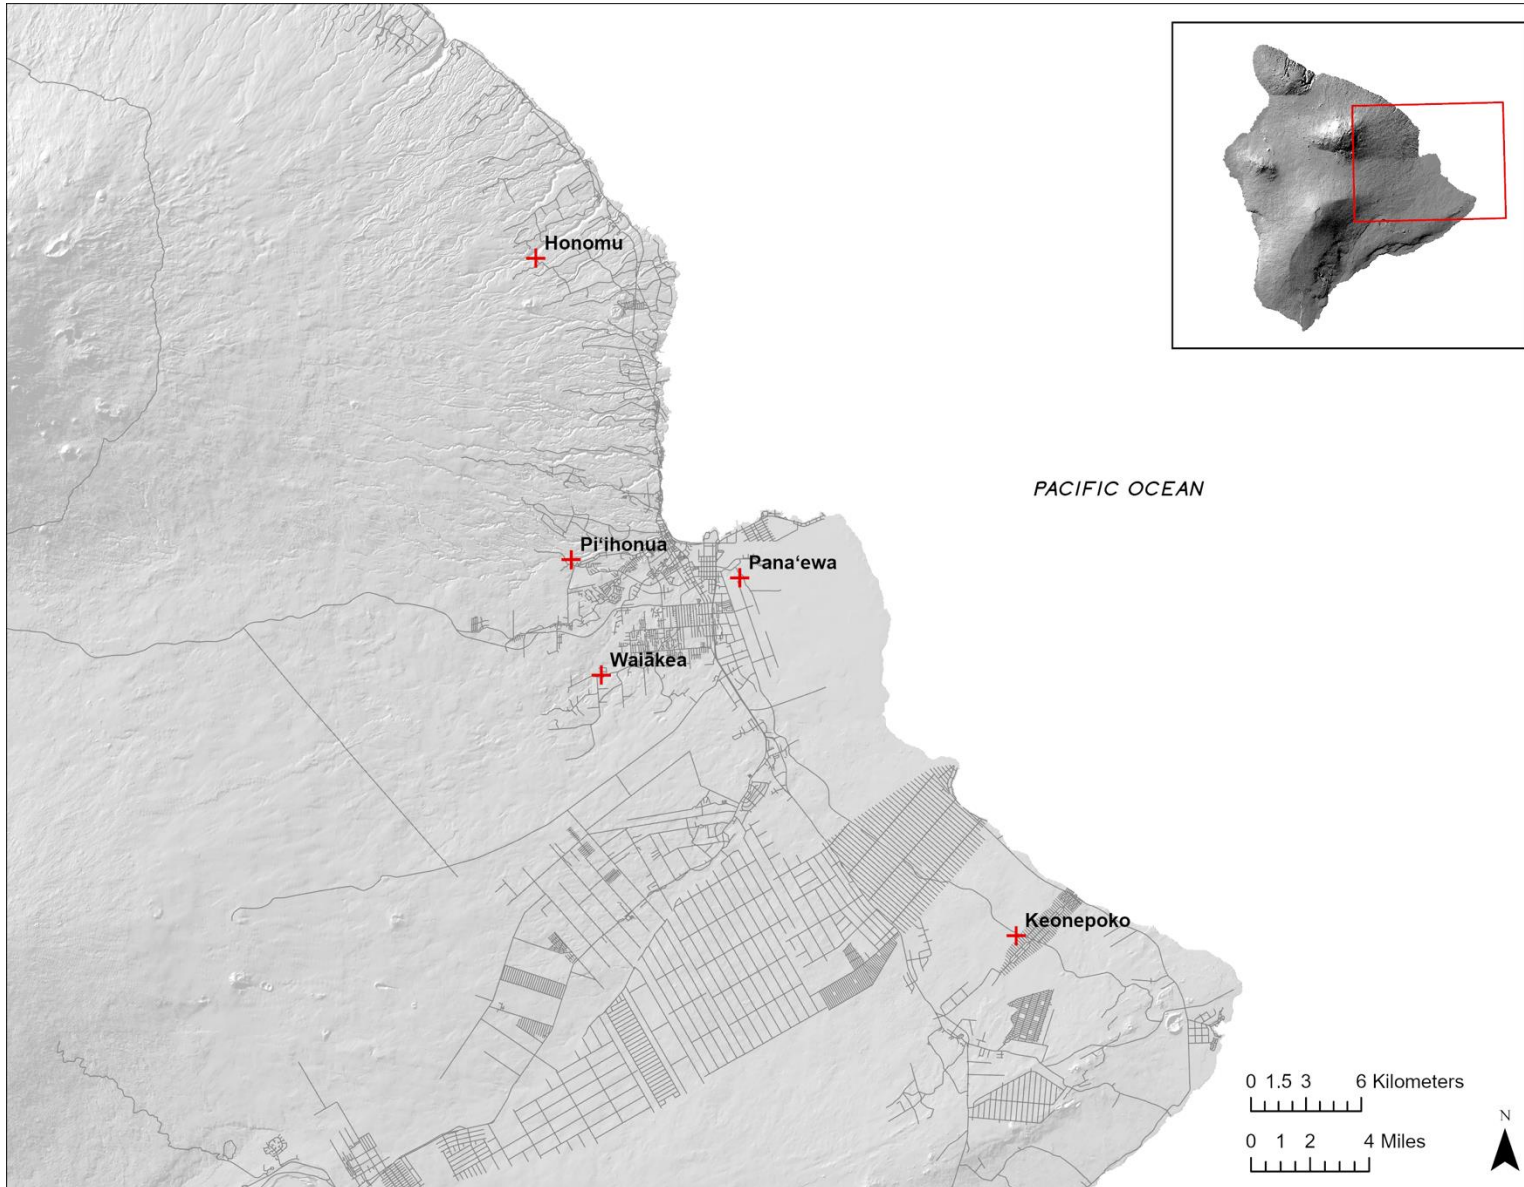 Honomu
PACIFIC OCEAN
Pi‘ihonua
Pana‘ewa
Waiākea
Keonepoko
0 1.5 3 6 Kilometers
0 1 2 4 Miles
N